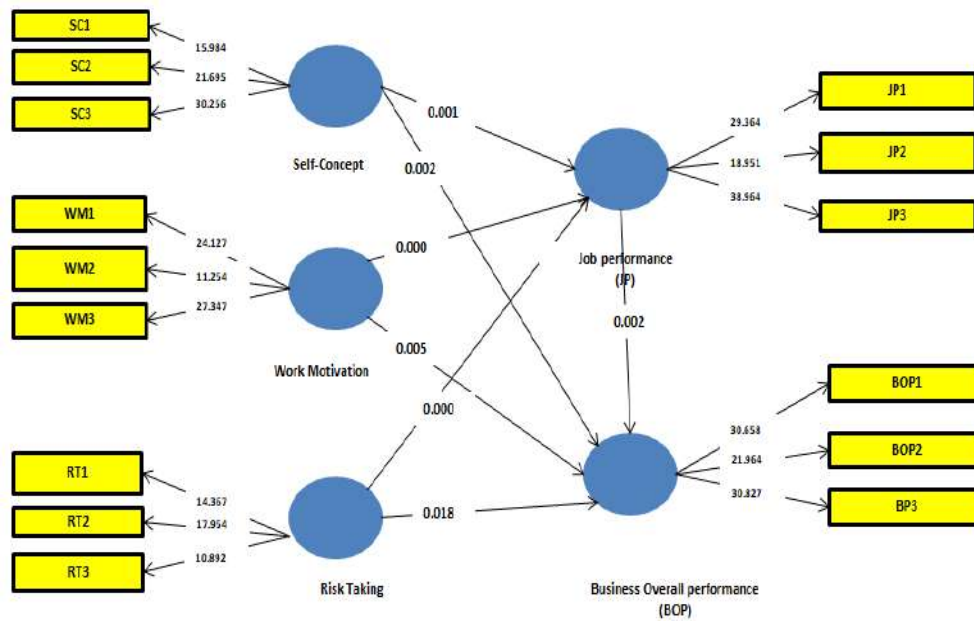 SC1
15.984
SC2
21.695
SC3
30.256
Self-Concept
0.001
0.002
JP1
29.364
JP2
18.951
38.964
JP3
Job performance
(JP)
WM1
24.127
WM2
11.254
WM3
27.347
Work Motivation
0.000
0.005
0.002
0.000
RT1
14.367
RT2
17.954
RT3
10.892
Risk Taking
0.018
BOP1
30.658
BOP2
21.964
BP3
30.827
Business Overall performance
(BOP)